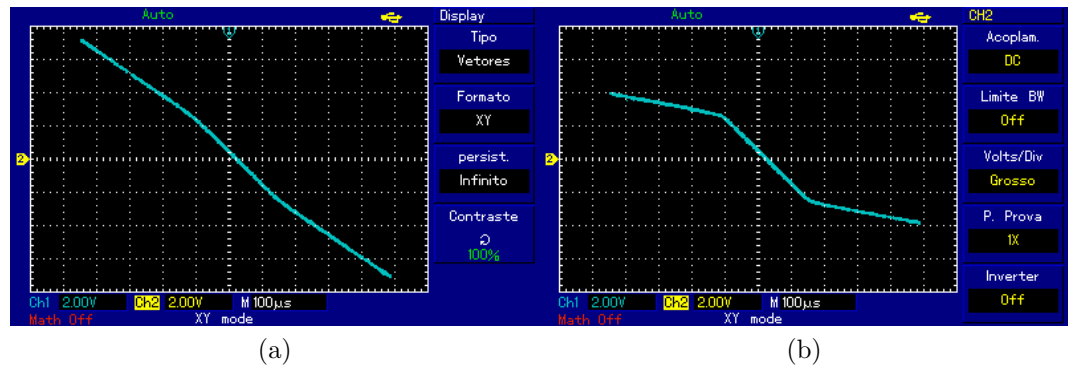 Auto
Display
Tipo
Vetores
Formato
XY
persist.
Infinito
Contraste
100%
2
Ch1 2.00V Ch2 2.00V M 100µs
Math Off XY mode
(a)
Auto
CH2
Acoplam.
DC
Limite BW
Off
Volts/Div
Grosso
P. Prova
1X
Inverter
Off
2
Ch1 2.00V Ch2 2.00V M 100µs
Math Off XY mode
(b)